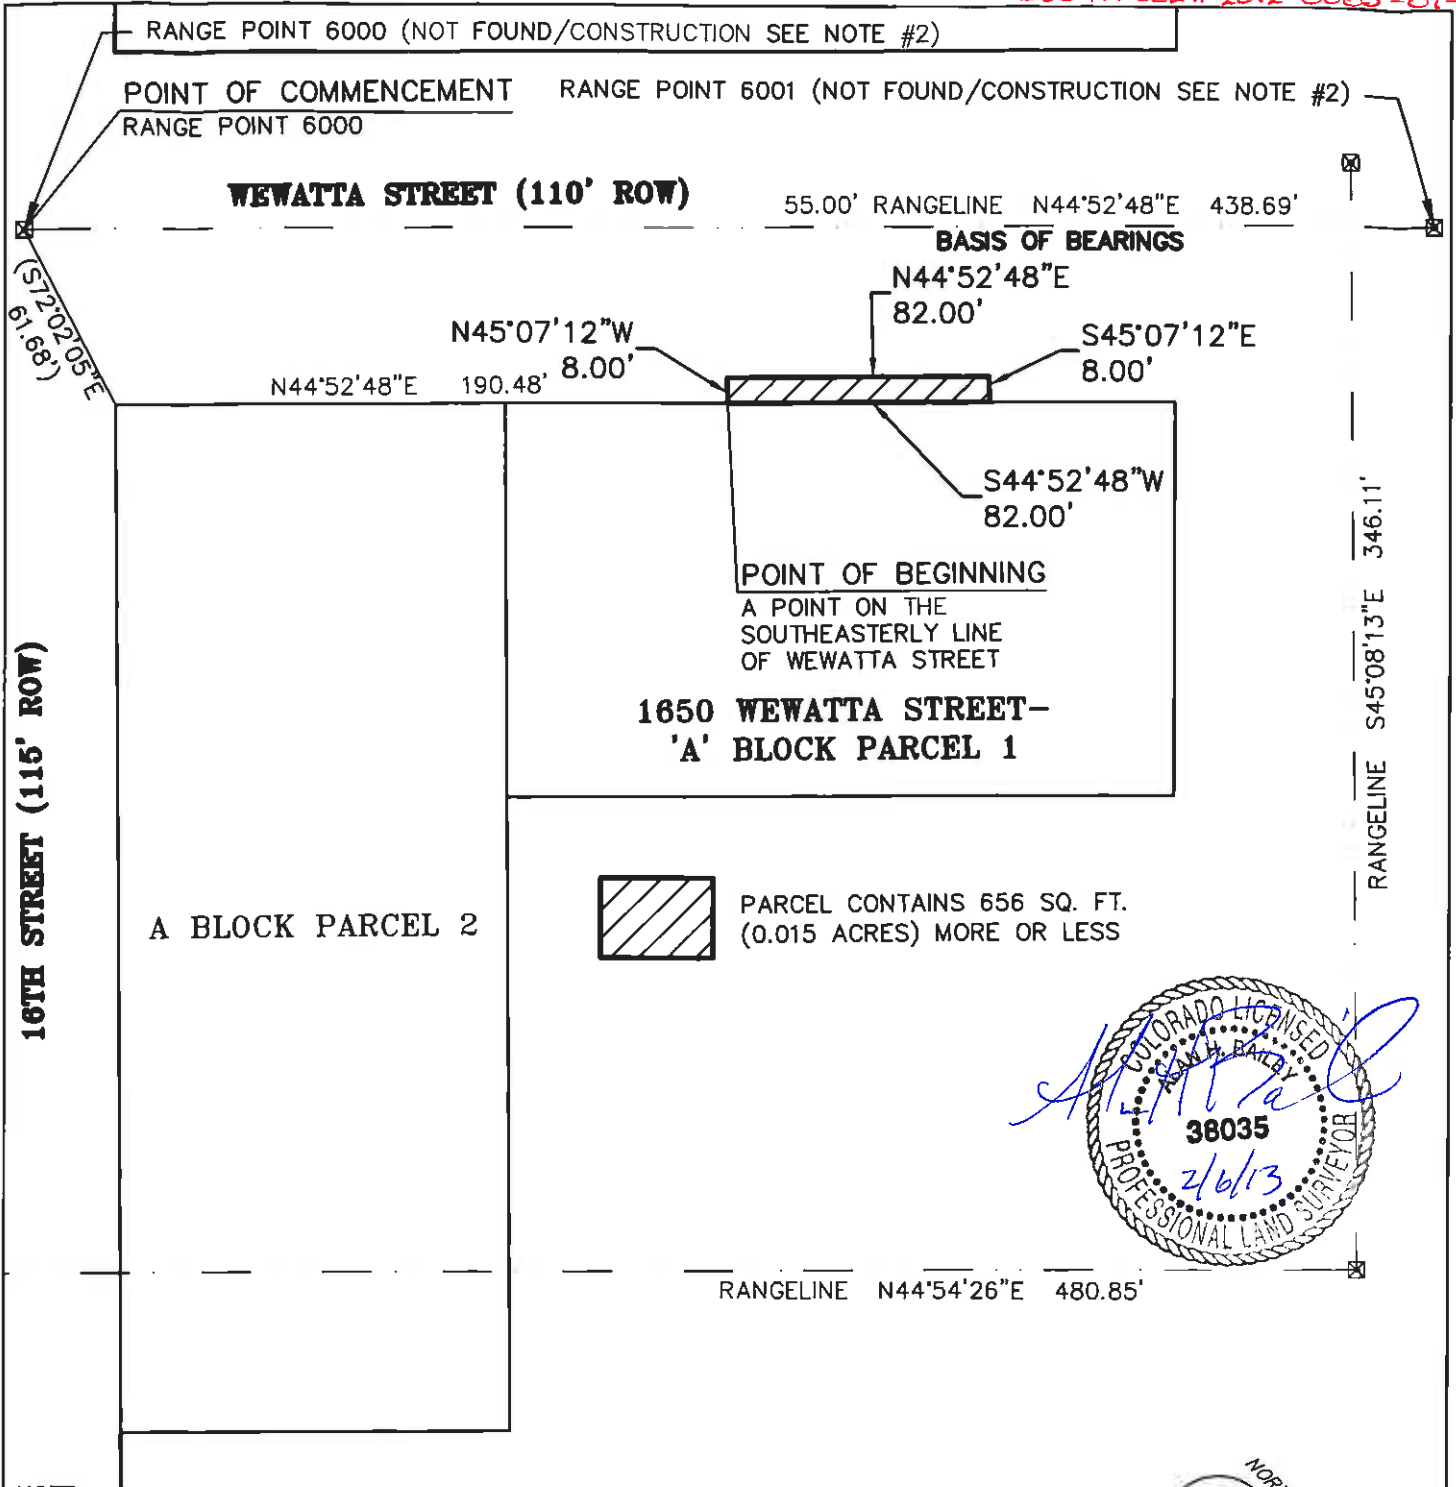 RANGE POINT 6000 (NOT FOUND/CONSTRUCTION SEE NOTE #2)
POINT OF COMMENCEMENT
RANGE POINT 6000
RANGE POINT 6001 (NOT FOUND/CONSTRUCTION SEE NOTE #2)
WEWATTA STREET (110' ROW)
55.00' RANGELINE N44°52'48"E 438.69'
BASIS OF BEARINGS
(S72°02'05"E
61.68')
N44°52'48"E
82.00'
N45°07'12"W
8.00'
S45°07'12"E
8.00'
N44°52'48"E 190.48'
S44°52'48"W
82.00'
POINT OF BEGINNING
A POINT ON THE
SOUTHEASTERLY LINE
OF WEWATTA STREET
1650 WEWATTA STREET-
'A' BLOCK PARCEL 1
RANGELINE S45°08'13"E 346.11'
16TH STREET (115' ROW)
A BLOCK PARCEL 2
PARCEL CONTAINS 656 SQ. FT.
(0.015 ACRES) MORE OR LESS
COLORADO LICENSED
ALAN H. BAILEY
38035
2/6/13
PROFESSIONAL LAND SURVEYOR
RANGELINE N44°54'26"E 480.85'